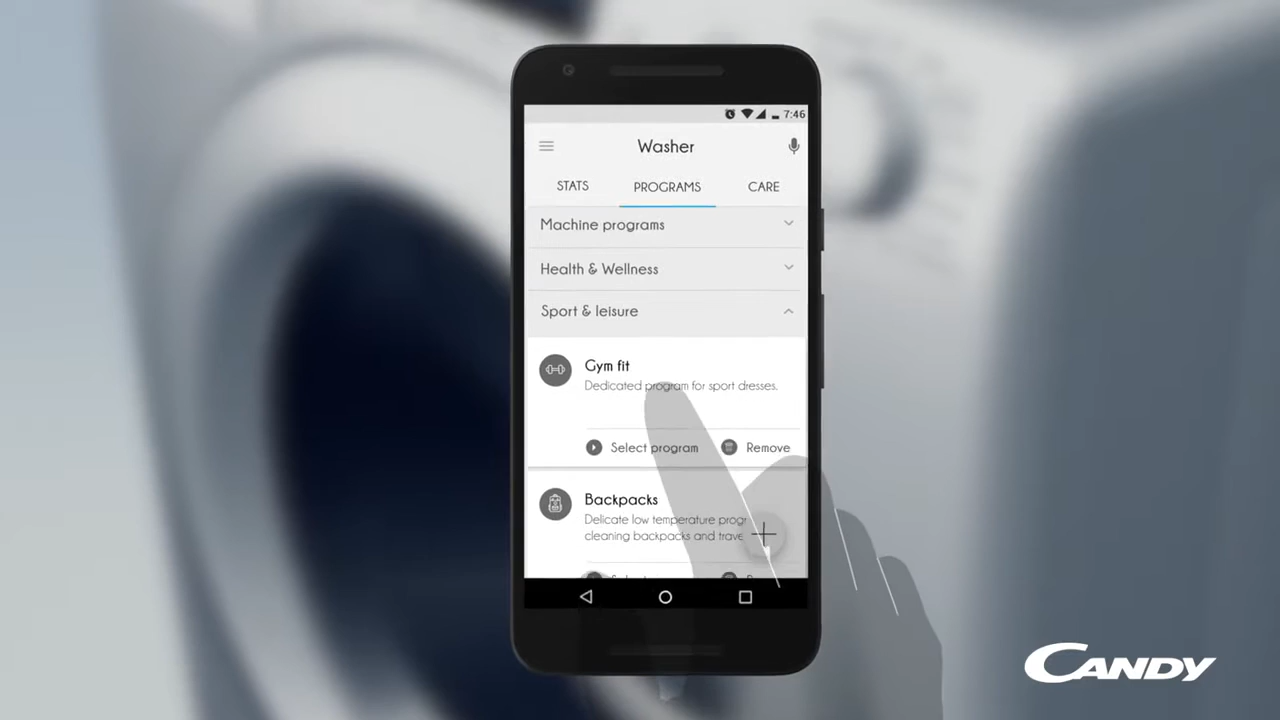 7:46
Washer
STATS PROGRAMS CARE
Machine programs
Health & Wellness
Sport & leisure
Gym fit
Dedicated program for sport dresses.
Select program Remove
Backpacks
Delicate low temperature
cleaning backpacks and
CANDY